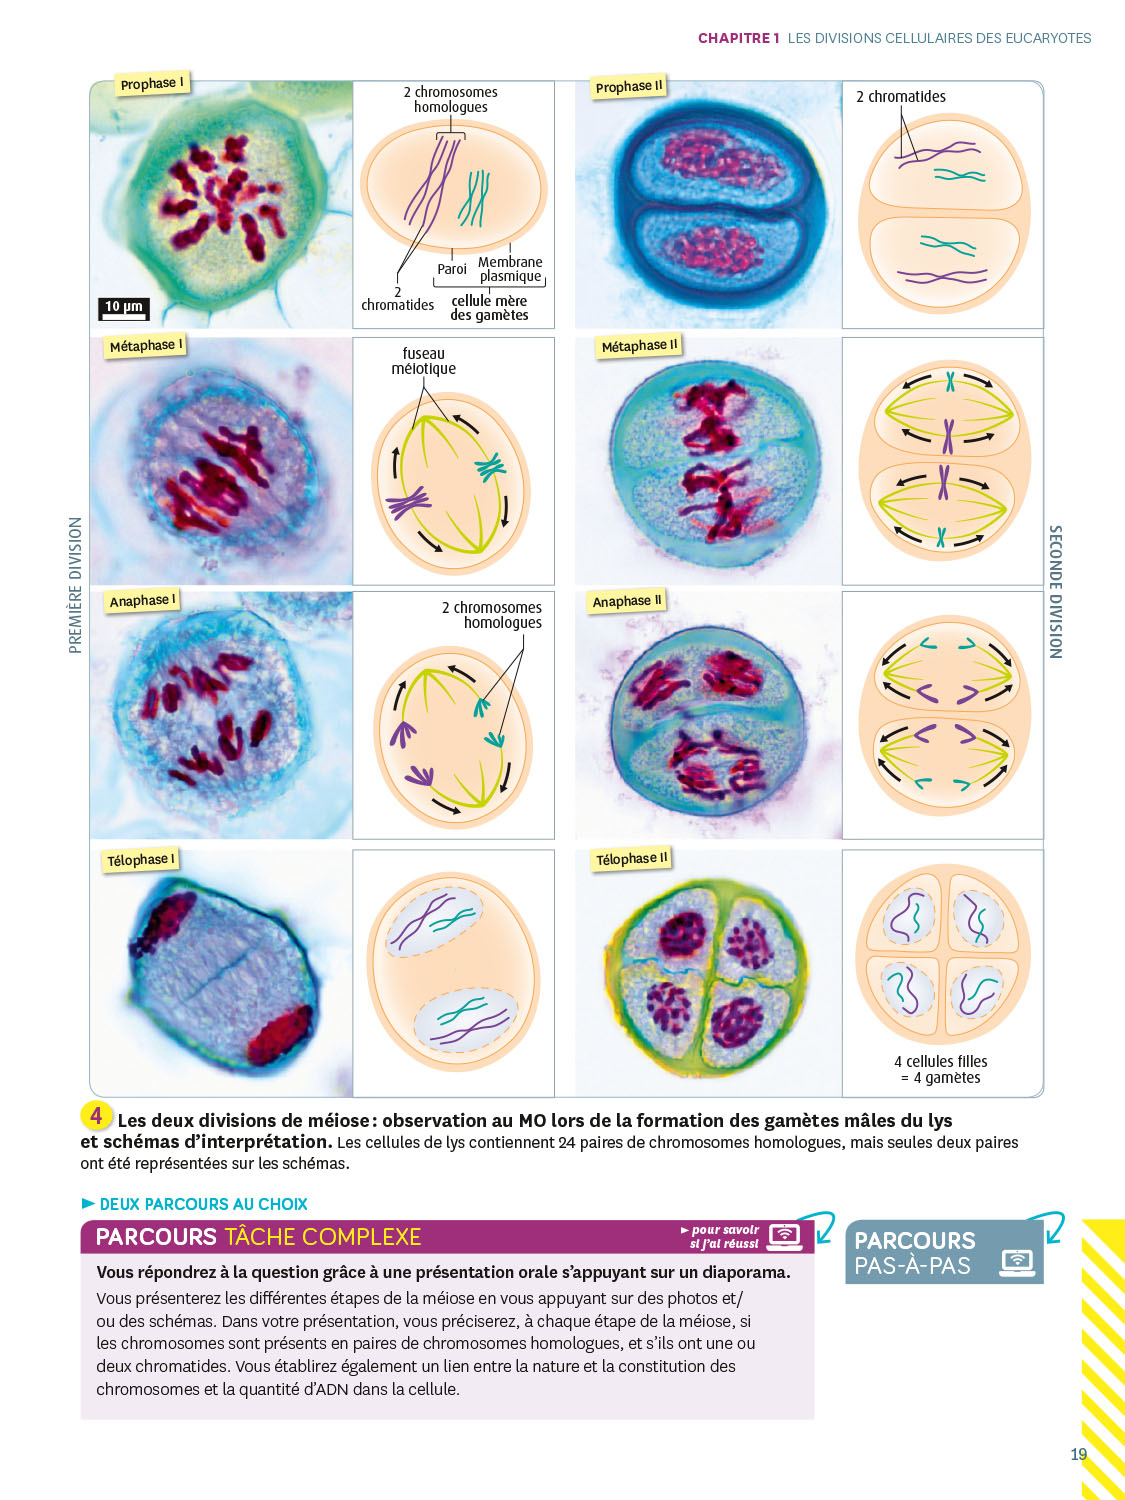 CHAPITRE 1 LES DIVISIONS CELLULAIRES DES EUCARYOTES
Prophase I
2 chromosomes
homologues
Paroi
Membrane
plasmique
2
chromatides
cellule mère
des gamètes
10 µm
Prophase II
2 chromatides
Métaphase I
fuseau
méiotique
Métaphase II
PREMIÈRE DIVISION
SECONDE DIVISION
Anaphase I
2 chromosomes
homologues
Anaphase II
Télophase I
Télophase II
4 cellules filles
= 4 gamètes
4 Les deux divisions de méiose : observation au MO lors de la formation des gamètes mâles du lys
et schémas d’interprétation. Les cellules de lys contiennent 24 paires de chromosomes homologues, mais seules deux paires
ont été représentées sur les schémas.
► DEUX PARCOURS AU CHOIX
PARCOURS TÂCHE COMPLEXE
► pour savoir
si j’ai réussi
Vous répondrez à la question grâce à une présentation orale s’appuyant sur un diaporama.
Vous présenterez les différentes étapes de la méiose en vous appuyant sur des photos et/
ou des schémas. Dans votre présentation, vous préciserez, à chaque étape de la méiose, si
les chromosomes sont présents en paires de chromosomes homologues, et s’ils ont une ou
deux chromatides. Vous établirez également un lien entre la nature et la constitution des
chromosomes et la quantité d’ADN dans la cellule.
PARCOURS
PAS-À-PAS
19